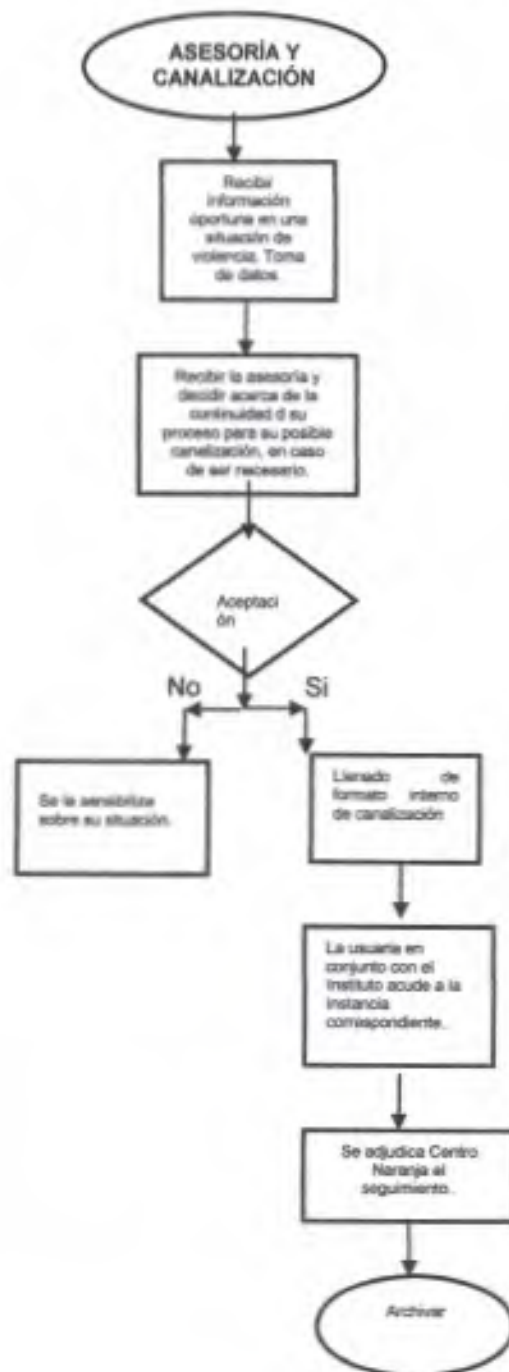 ASESORÍA Y
CANALIZACIÓN
Recibir
información
oportuna en una
situación de
violencia. Toma
de datos
Recibir la asesoría y
decidir acerca de la
continuidad d su
proceso para su posible
canalización, en caso
de ser necesario.
Aceptaci
ón
No
Si
Se la sensibiliza
sobre su situación.
Llenado de
formato interno
de canalización
La usuaria en
conjunto con el
Instituto acude a la
instancia
correspondiente.
Se adjudica Centro
Naranja el
seguimiento.
Archivar